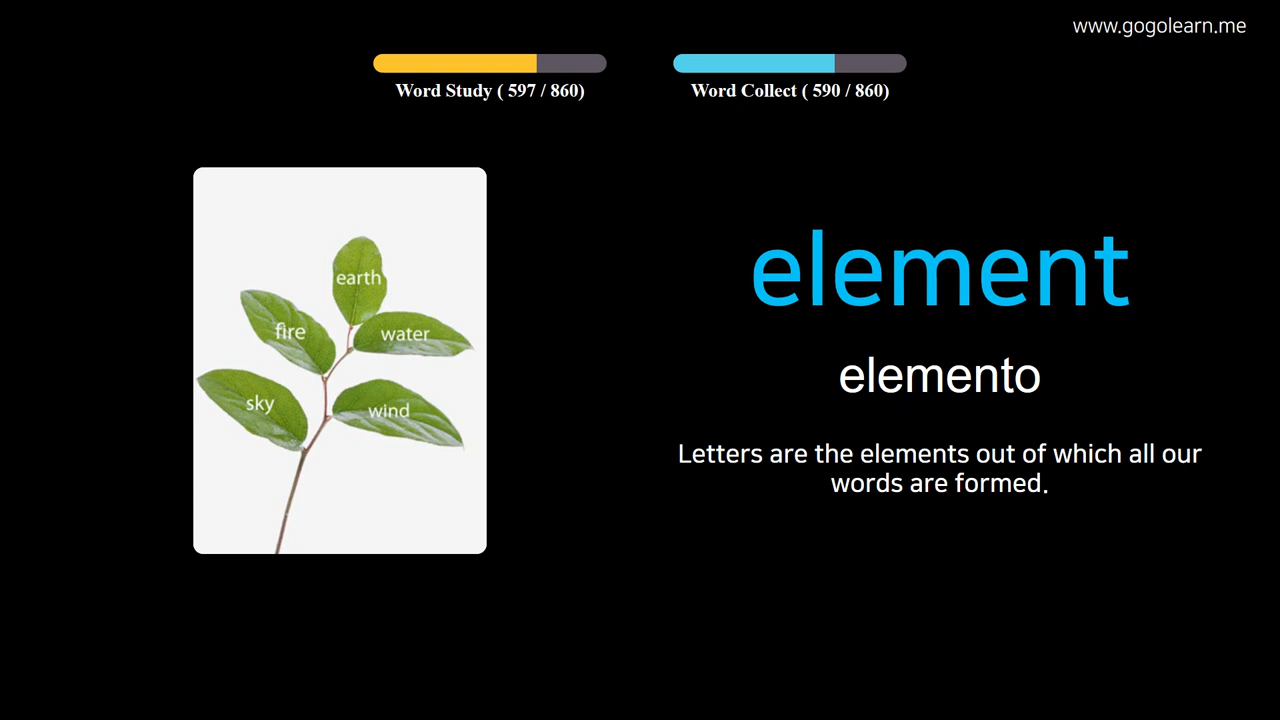 www.gogolearn.me
Word Study ( 597 / 860)
Word Collect ( 590 / 860)
earth
fire
water
sky
wind
element
elemento
Letters are the elements out of which all our
words are formed.